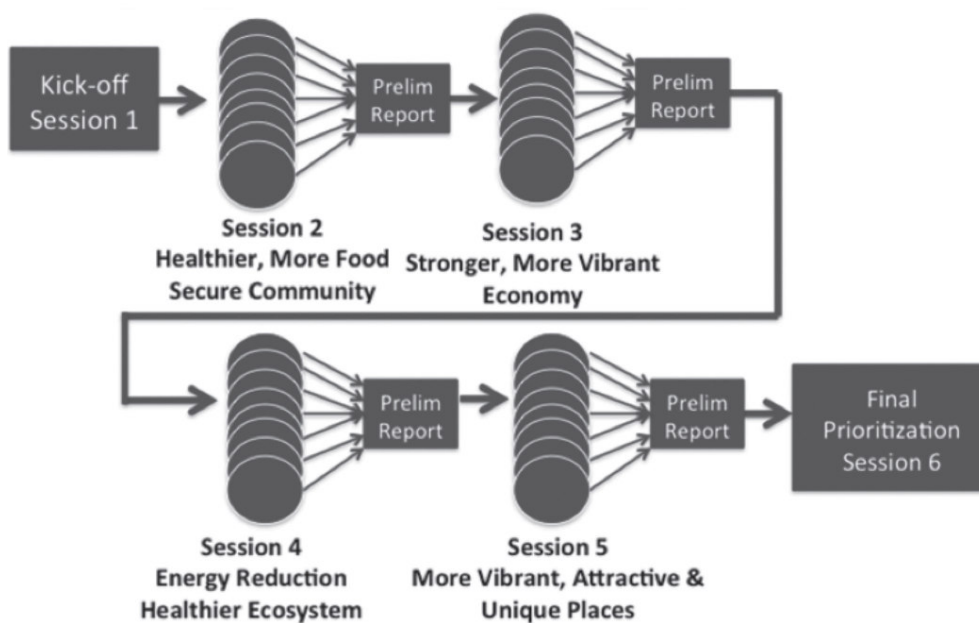 Kick-off
Session 1
Prelim
Report
Prelim
Report
Session 2
Healthier, More Food
Secure Community
Session 3
Stronger, More Vibrant
Economy
Prelim
Report
Prelim
Report
Final
Prioritization
Session 6
Session 4
Energy Reduction
Healthier Ecosystem
Session 5
More Vibrant, Attractive &
Unique Places